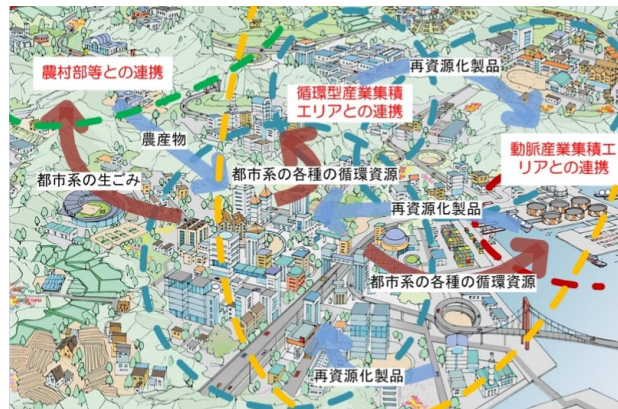 再資源化製品
農村部等との連携
循環型産業集積
エリアとの連携
農産物
動脈産業集積エ
リアとの連携
都市系の生ごみ
都市系の各種の循環資源
再資源化製品
都市系の各種の循環資源
再資源化製品